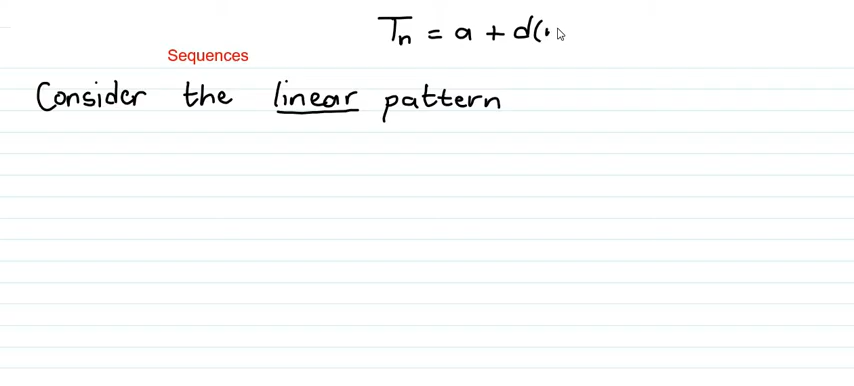 Tn = a + d(
Sequences
Consider the linear pattern